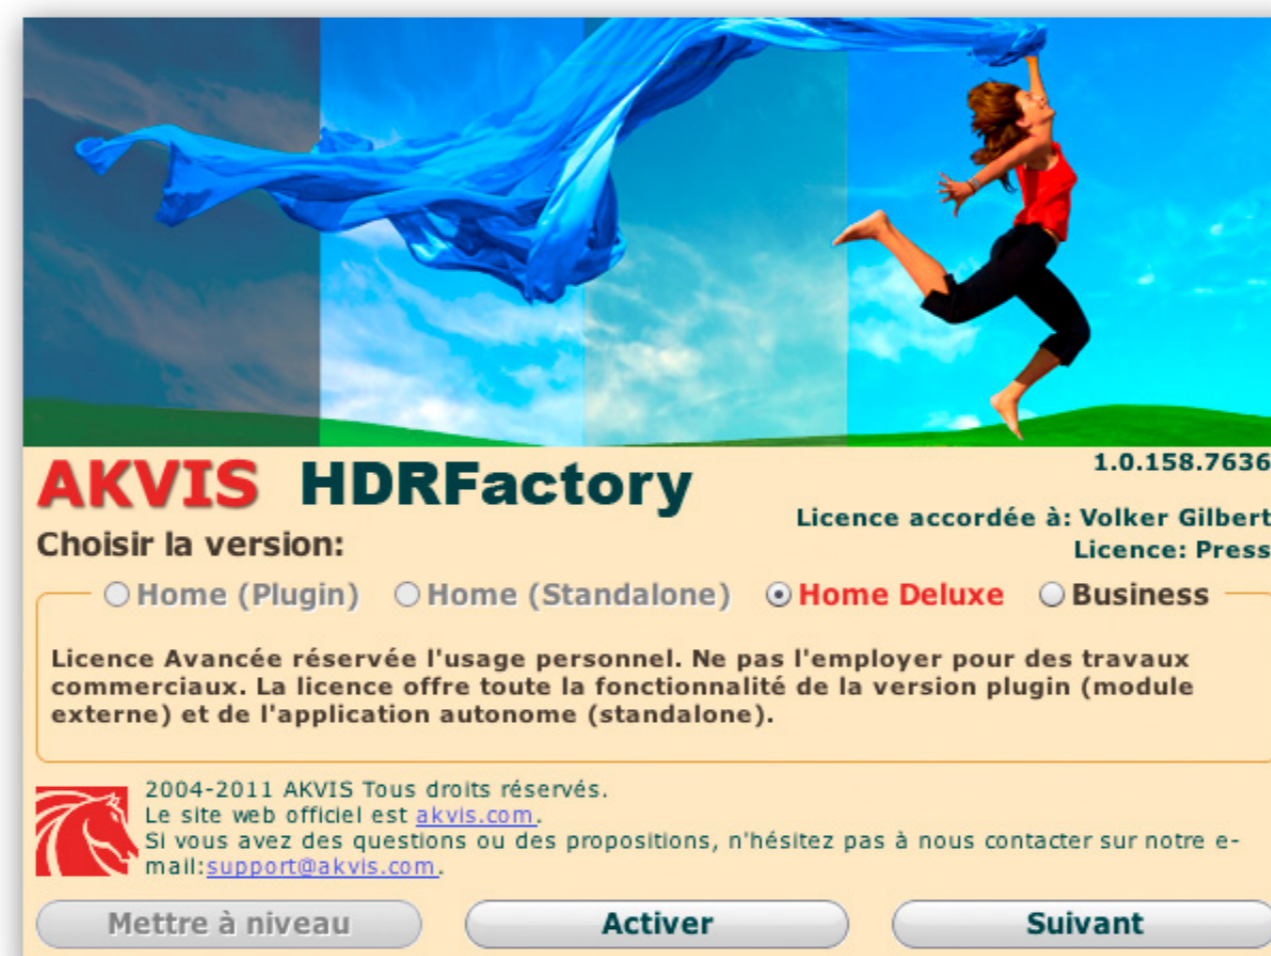 AKVIS HDRFactory
1.0.158.7636
Licence accordée à: Volker Gilbert
Licence: Press
Choisir la version:
Home (Plugin) Home (Standalone) Home Deluxe Business
Licence Avancée réservée l'usage personnel. Ne pas l'employer pour des travaux
commerciaux. La licence offre toute la fonctionnalité de la version plugin (module
externe) et de l'application autonome (standalone).
2004-2011 AKVIS Tous droits réservés.
Le site web officiel est akvis.com.
Si vous avez des questions ou des propositions, n'hésitez pas à nous contacter sur notre e-
mail:support@akvis.com.
Mettre à niveau Activer Suivant